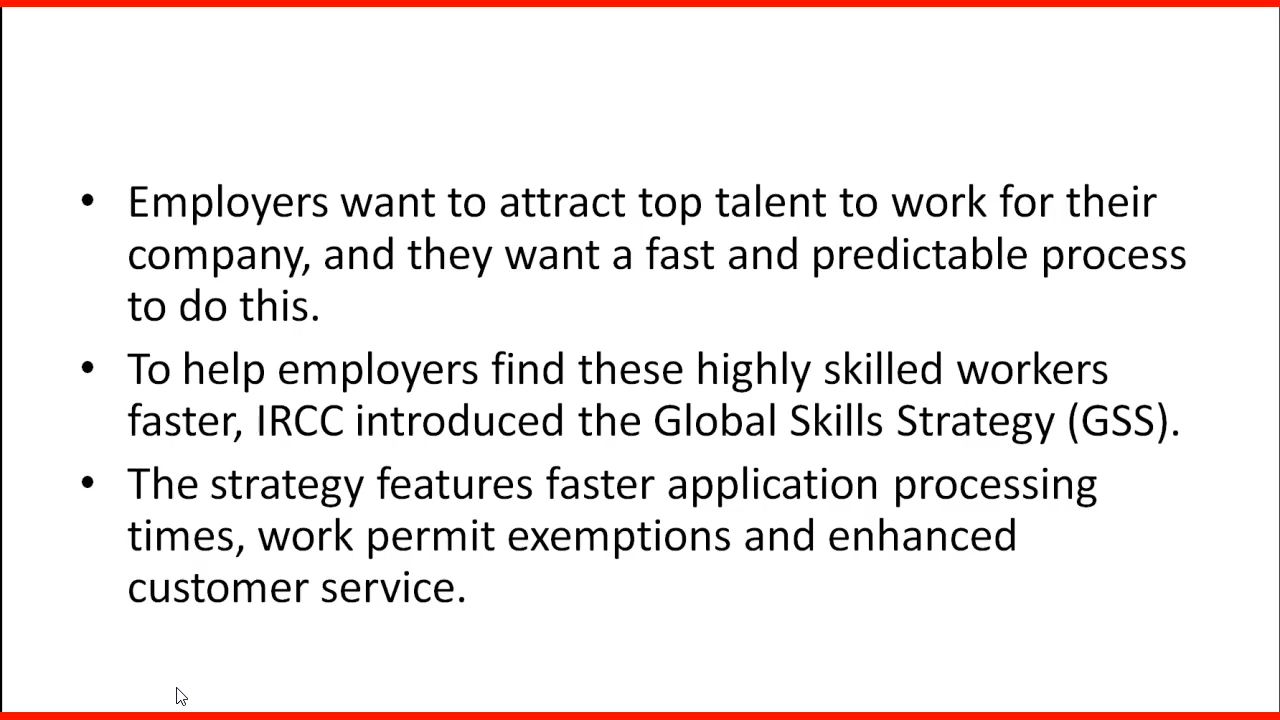 • Employers want to attract top talent to work for their
company, and they want a fast and predictable process
to do this.
• To help employers find these highly skilled workers
faster, IRCC introduced the Global Skills Strategy (GSS).
• The strategy features faster application processing
times, work permit exemptions and enhanced
customer service.